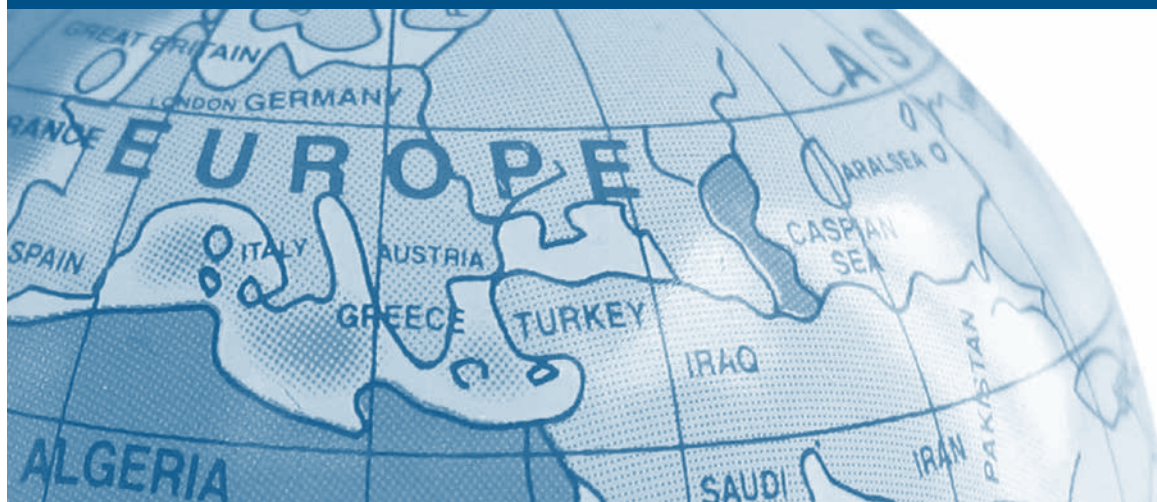 GREAT BRITAIN
LAS
LONDON GERMANY
RANCE
EUROPE
ARALSEA
SPAIN
ITALY
AUSTRIA
CASPIAN
SEA
GREECE
TURKEY
IRAQ
PAKISTAN
IRAN
ALGERIA
SAUDI